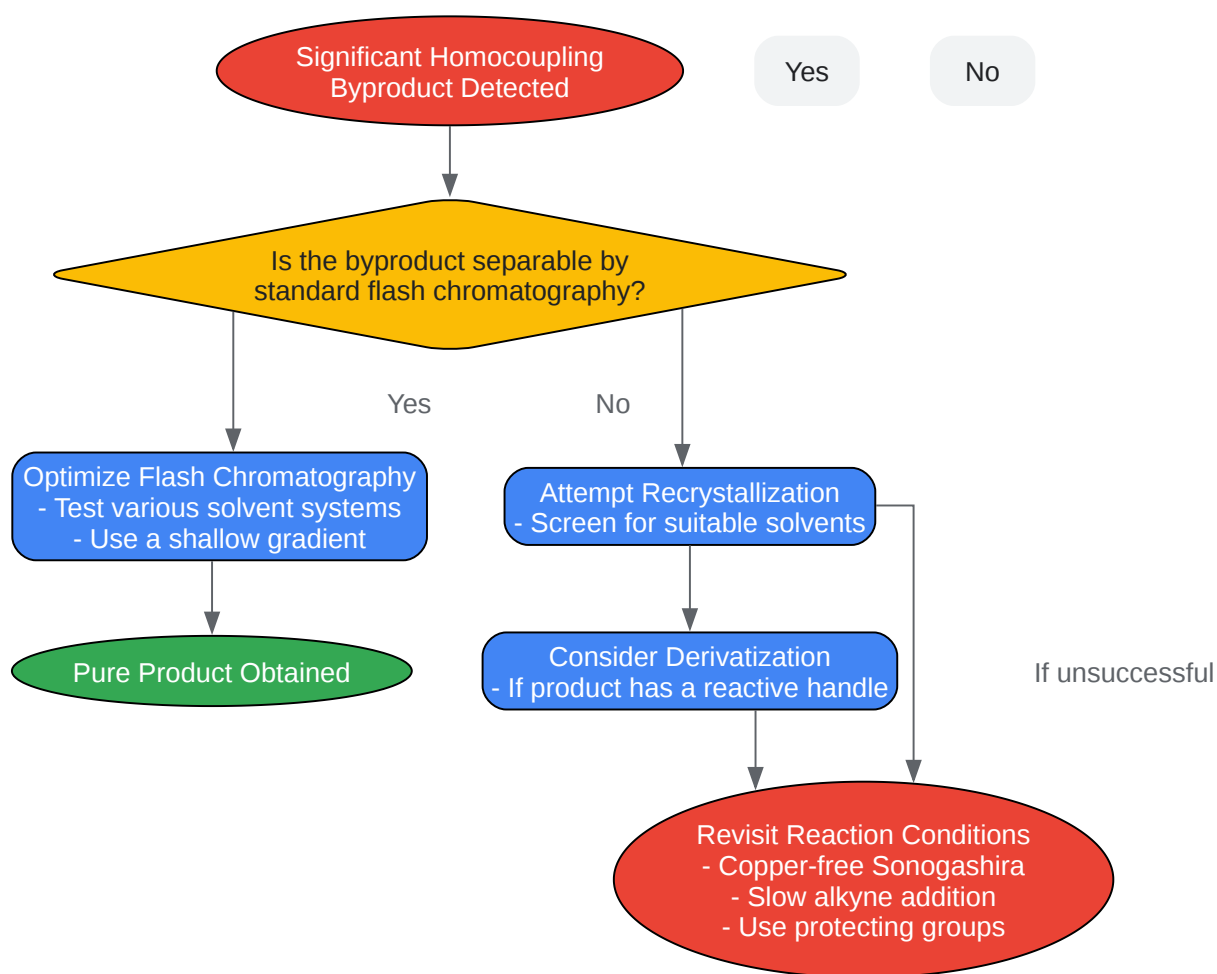 Significant Homocoupling
Byproduct Detected
Yes
No
Is the byproduct separable by
standard flash chromatography?
Yes
No
Optimize Flash Chromatography
- Test various solvent systems
- Use a shallow gradient
Attempt Recrystallization
- Screen for suitable solvents
Pure Product Obtained
Consider Derivatization
- If product has a reactive handle
If unsuccessful
Revisit Reaction Conditions
- Copper-free Sonogashira
- Slow alkyne addition
- Use protecting groups